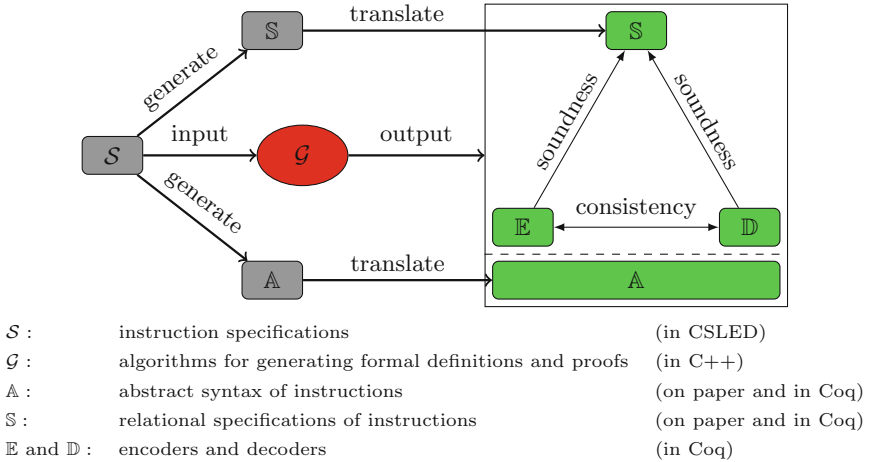 translate
𝕊
𝕊
generate
soundness
soundness
input
output
𝒮
𝒢
generate
consistency
𝔼
𝔻
translate
𝔸
𝔸
𝒮 : instruction specifications (in CSLED)
𝒢 : algorithms for generating formal definitions and proofs (in C++)
𝔸 : abstract syntax of instructions (on paper and in Coq)
𝕊 : relational specifications of instructions (on paper and in Coq)
𝔼 and 𝔻 : encoders and decoders (in Coq)